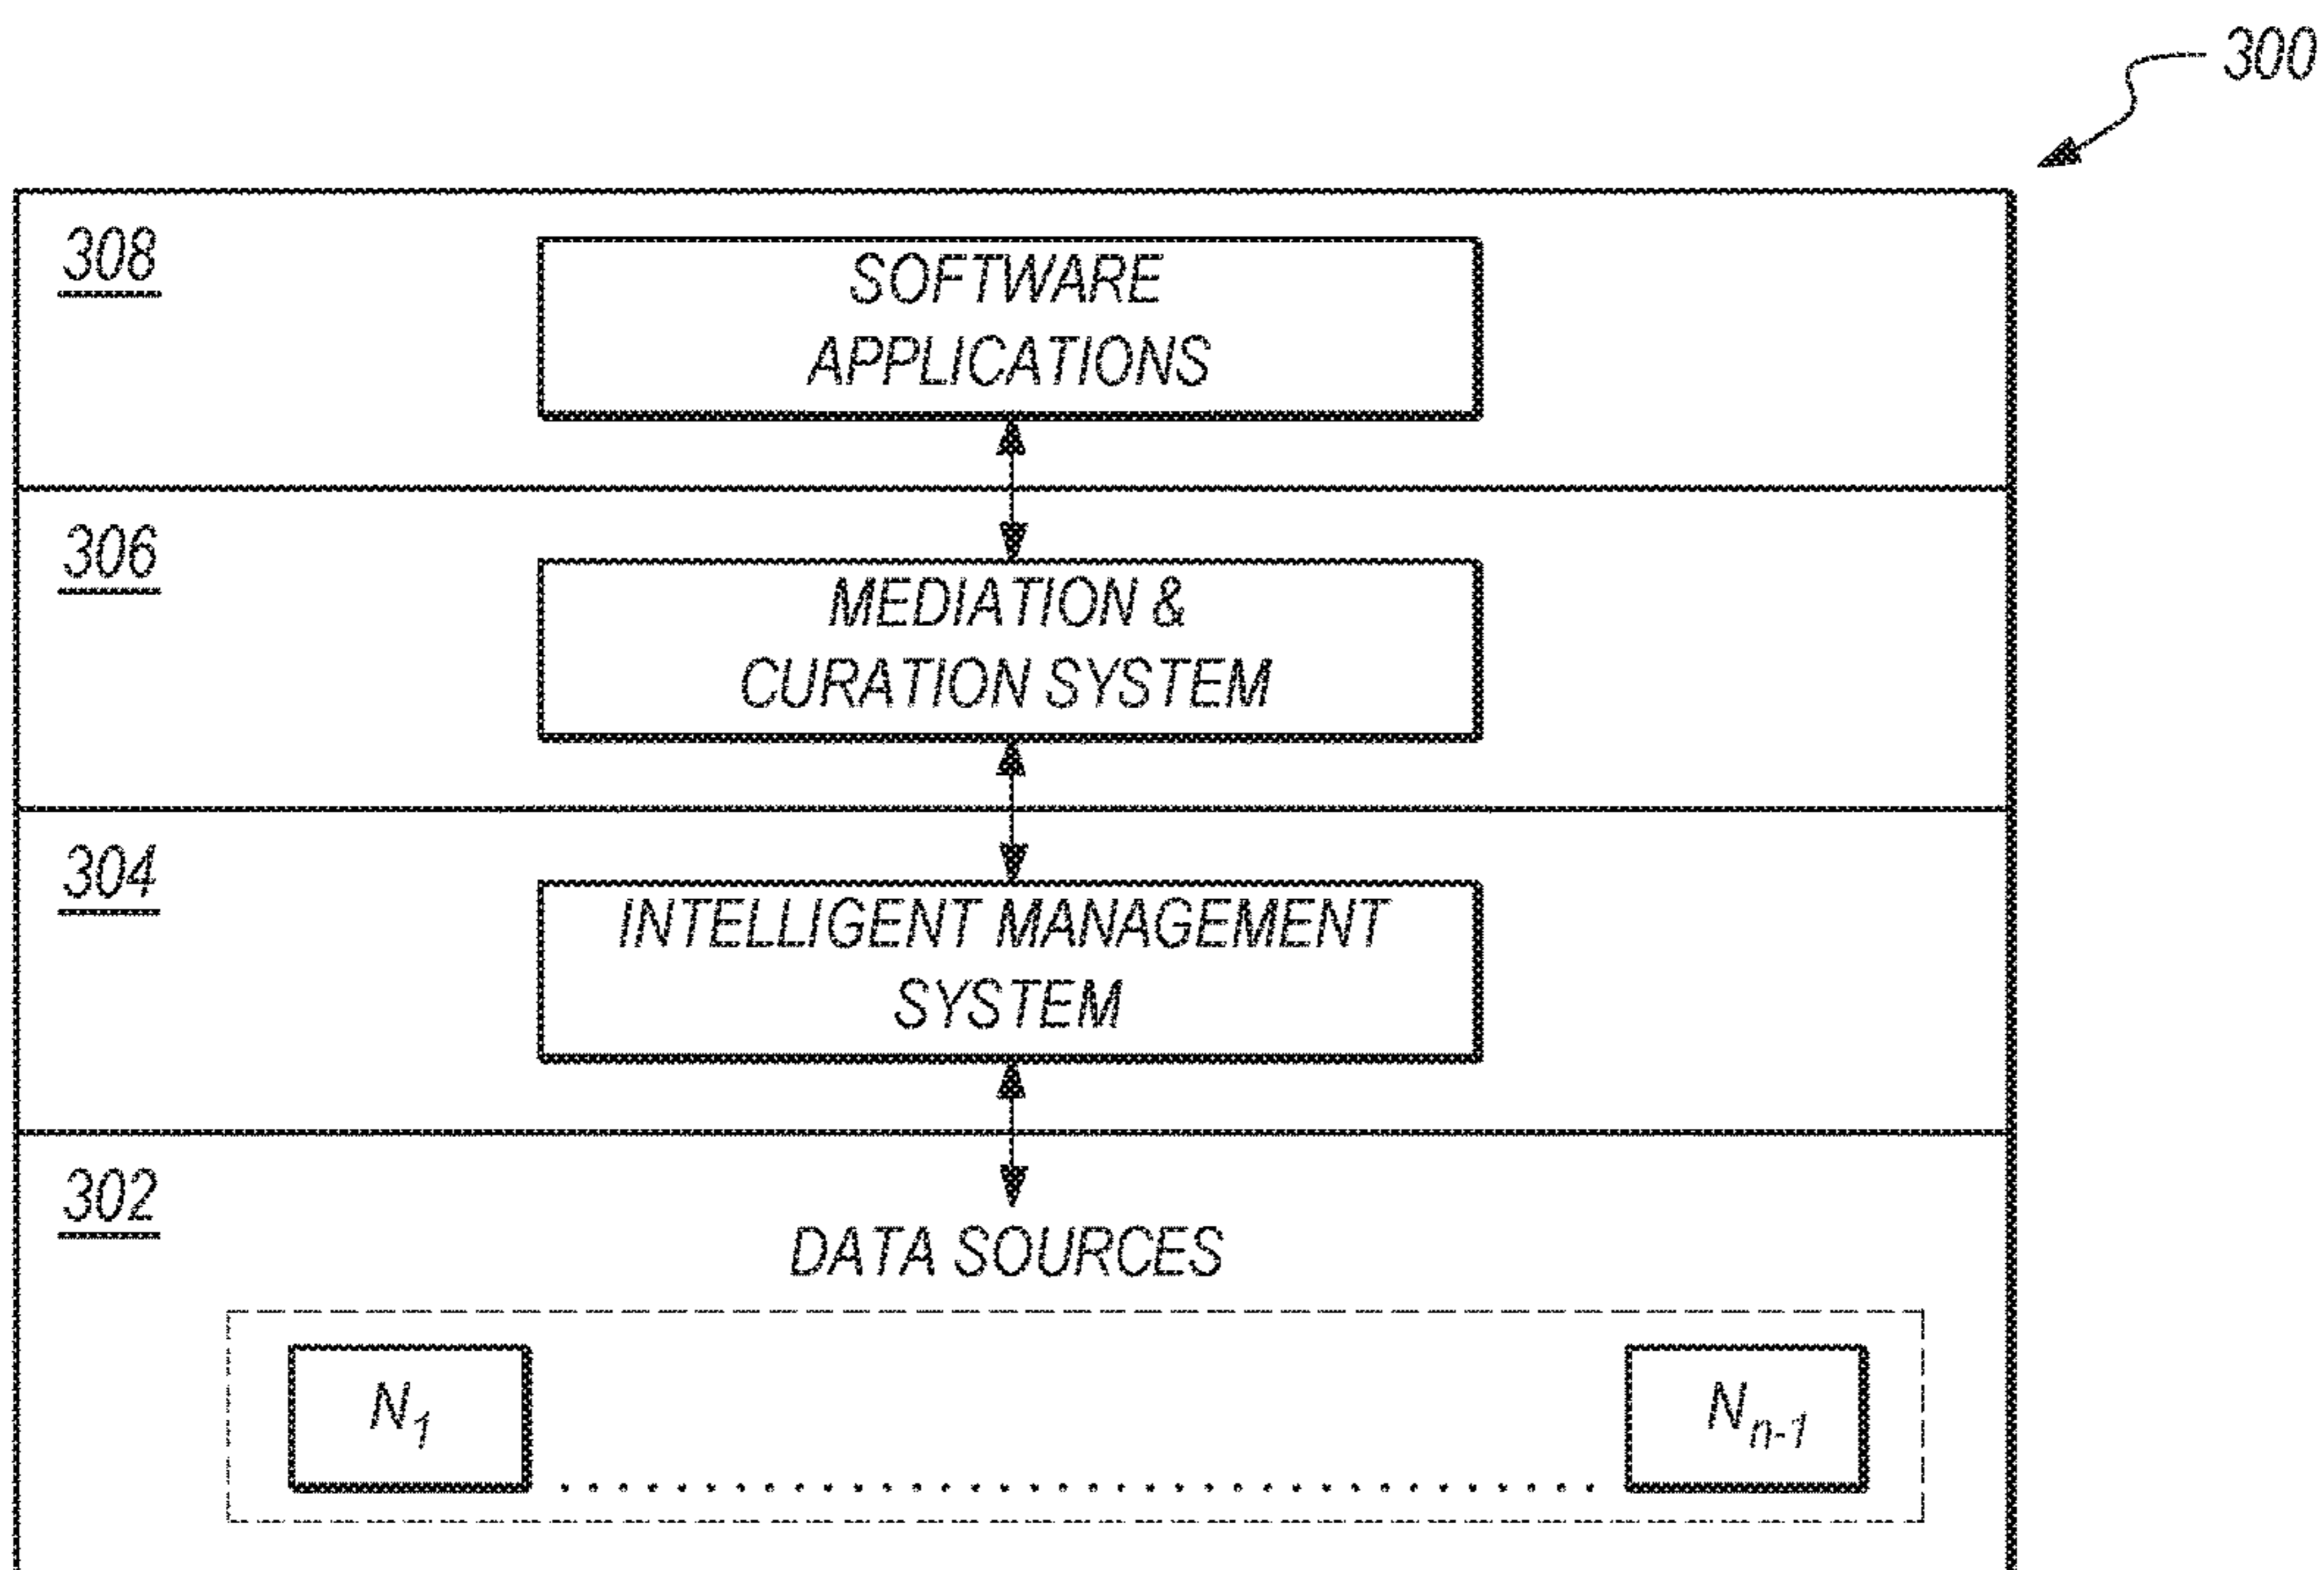 300
308
SOFTWARE
APPLICATIONS
306
MEDIATION &
CURATION SYSTEM
304
INTELLIGENT MANAGEMENT
SYSTEM
302
DATA SOURCES
N1
Nn-1